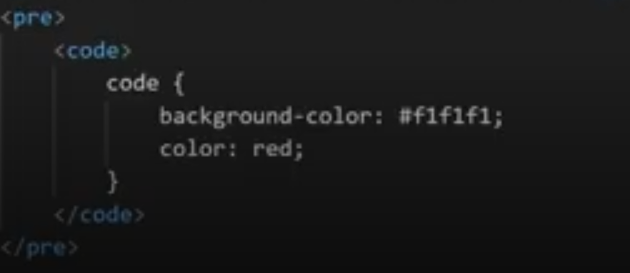 <pre>
<code>
code {
background-color: #f1f1f1;
color: red;
}
</code>
</pre>